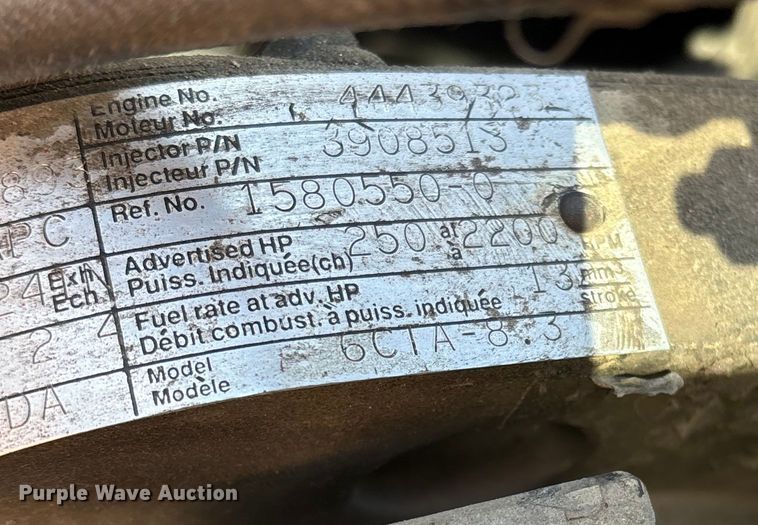 Engine No. 44439323
Moteur No.
Injector P/N 3908513
Injecteur P/N
Ref. No. 1580550-0
PC
Advertised HP 250 at 2200 RPM
Puiss. Indiquée(ch) à
Exh
Ech.
Fuel rate at adv. HP 13 mm3
Débit combust. à puiss. indiquée stroke
2 4
Model 6CTA-8.3
Modèle
DA
Purple Wave Auction